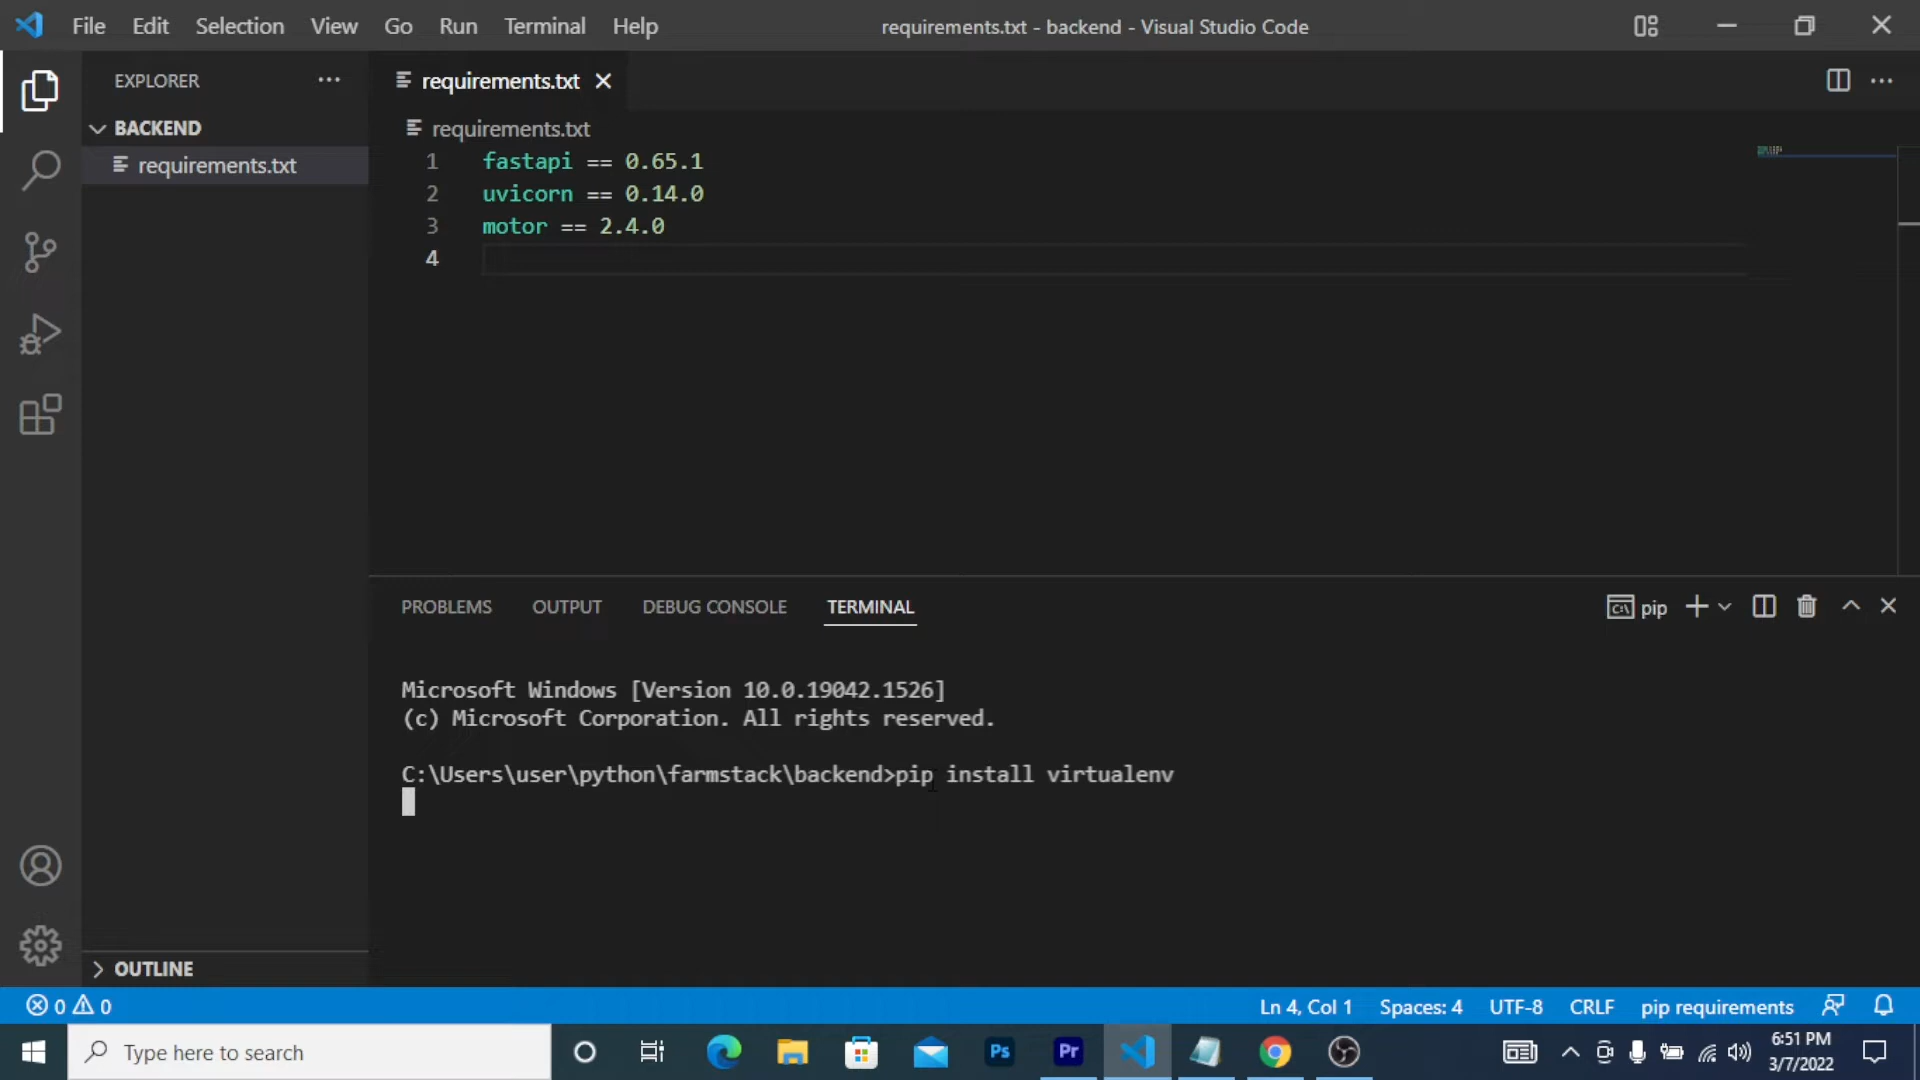 File Edit Selection View Go Run Terminal Help
requirements.txt - backend - Visual Studio Code
EXPLORER
requirements.txt
BACKEND
requirements.txt
requirements.txt
1 fastapi == 0.65.1
2 uvicorn == 0.14.0
3 motor == 2.4.0
4
PROBLEMS OUTPUT DEBUG CONSOLE TERMINAL
pip
Microsoft Windows [Version 10.0.19042.1526]
(c) Microsoft Corporation. All rights reserved.
C:\Users\user\python\farmstack\backend>pip install virtualenv
OUTLINE
0 0
Ln 4, Col 1 Spaces: 4 UTF-8 CRLF pip requirements
Type here to search
Ps
Pr
6:51 PM
3/7/2022